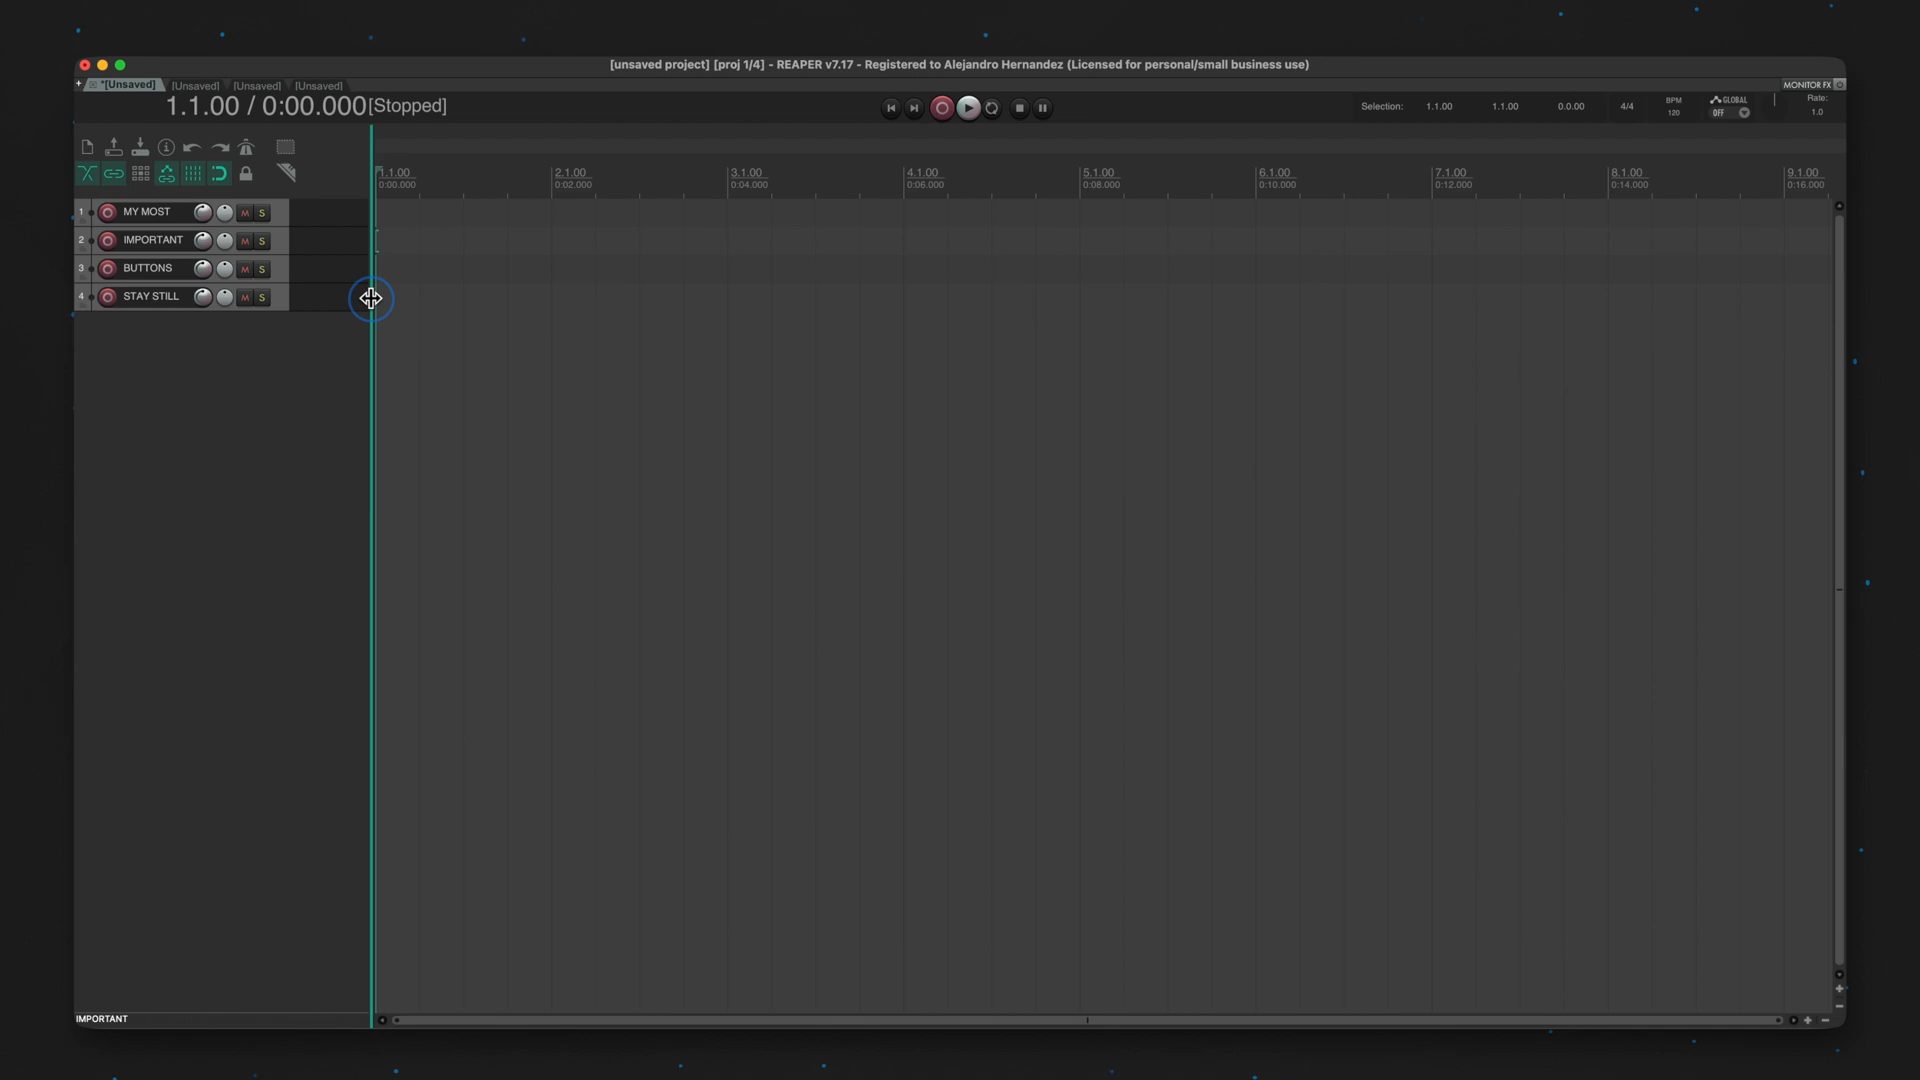 [unsaved project] [proj 1/4] - REAPER v7.17 - Registered to Alejandro Hernandez (Licensed for personal/small business use)
+ *[Unsaved] [Unsaved] [Unsaved] [Unsaved]
MONITOR FX
1.1.00 / 0:00.000[Stopped]
Selection: 1.1.00 1.1.00 0.0.00 4/4
BPM
120
GLOBAL
OFF
Rate:
1.0
1.1.00 2.1.00 3.1.00 4.1.00 5.1.00 6.1.00 7.1.00 8.1.00 9.1.00
0:00.000 0:02.000 0:04.000 0:06.000 0:08.000 0:10.000 0:12.000 0:14.000 0:16.000
1 MY MOST M S
2 IMPORTANT M S
3 BUTTONS M S
4 STAY STILL M S
IMPORTANT